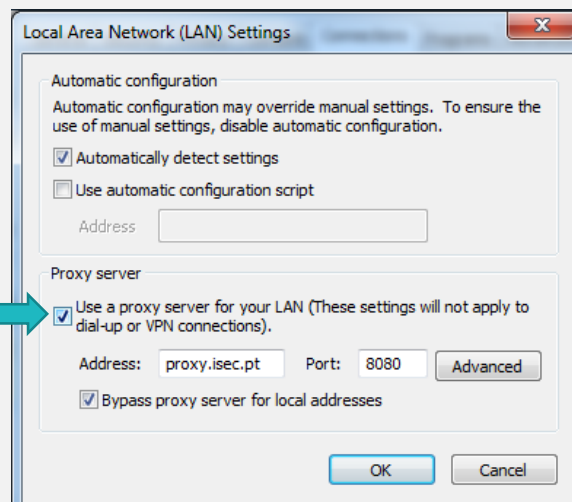 Local Area Network (LAN) Settings
Automatic configuration
Automatic configuration may override manual settings. To ensure the
use of manual settings, disable automatic configuration.
Automatically detect settings
Use automatic configuration script
Address
Proxy server
Use a proxy server for your LAN (These settings will not apply to
dial-up or VPN connections).
Address: proxy.isec.pt Port: 8080 Advanced
Bypass proxy server for local addresses
OK Cancel